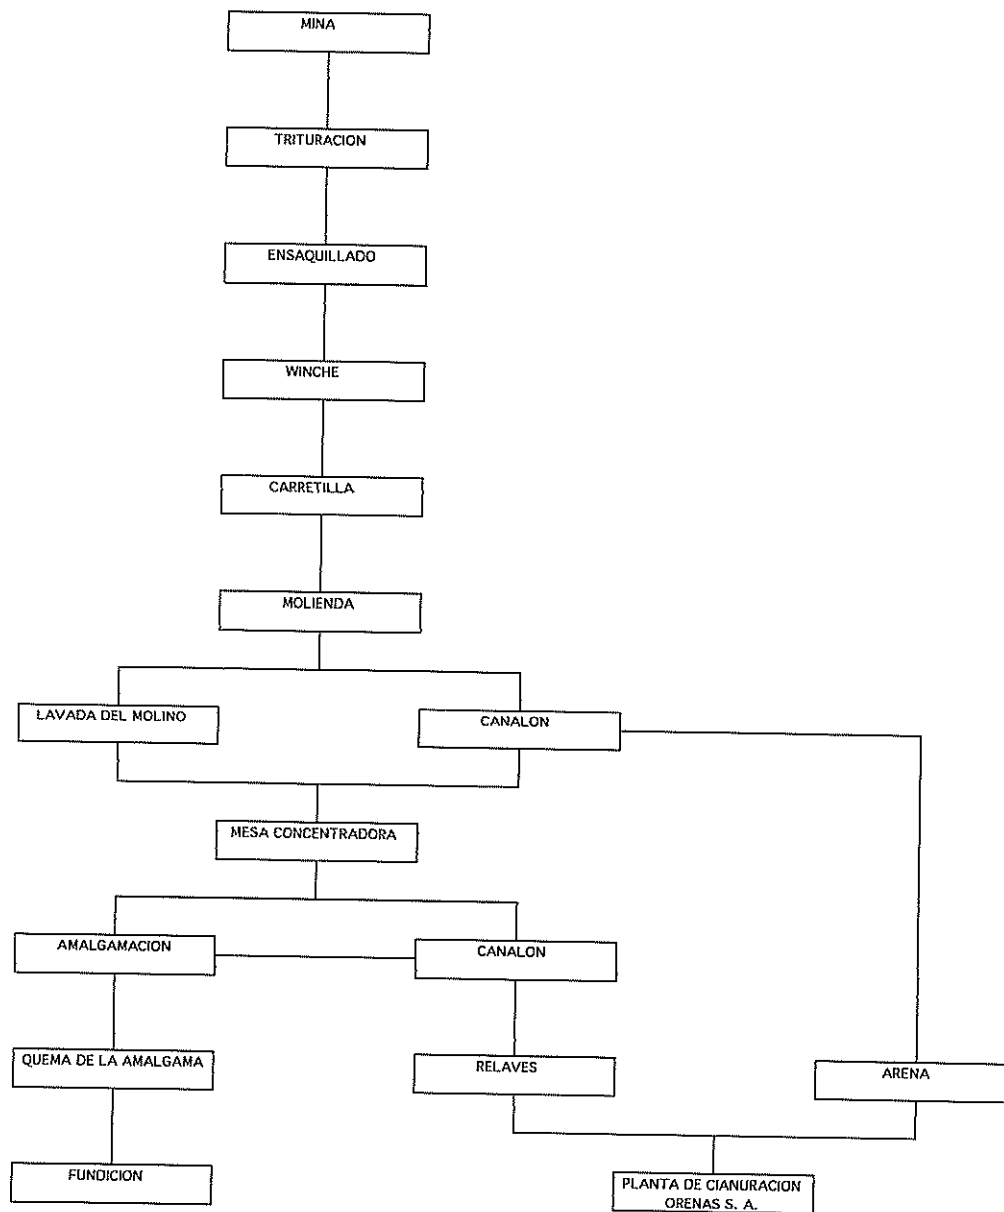 MINA
TRITURACION
ENSAQUILLADO
WINCHE
CARRETILLA
MOLIENDA
LAVADA DEL MOLINO
CANALON
MESA CONCENTRADORA
AMALGAMACION
CANALON
QUEMA DE LA AMALGAMA
RELAVES
ARENA
FUNDICION
PLANTA DE CIANURACION
ORENAS S. A.